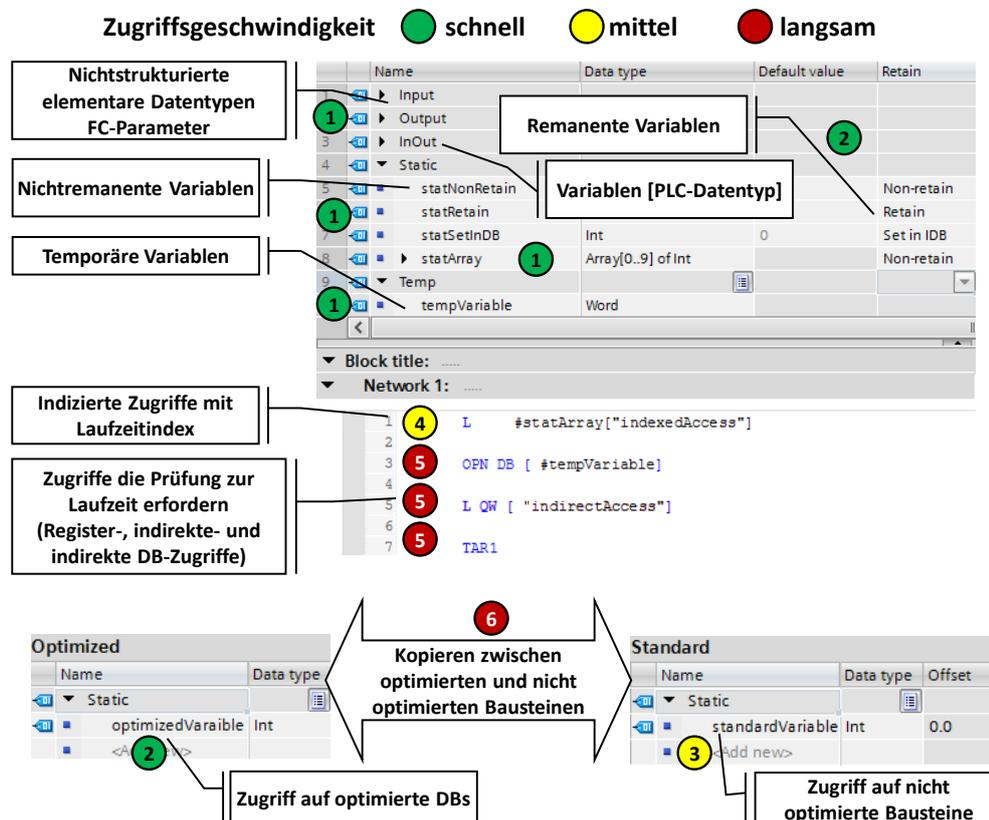 Zugriffsgeschwindigkeit schnell mittel langsam
Nichtstrukturierte
elementare Datentypen
FC-Parameter
Nichtremanente Variablen
Temporäre Variablen
Name Data type Default value Retain
1 Input
Output
3 InOut
4 Static
5 statNonRetain Non-retain
statRetain Retain
7 statSetInDB Int 0 Set in IDB
8 statArray Array[0..9] of Int Non-retain
9 Temp
tempVariable Word
1
1
1
1
Remanente Variablen
2
Variablen [PLC-Datentyp]
Block title: .....
Network 1: .....
Indizierte Zugriffe mit
Laufzeitindex
Zugriffe die Prüfung zur
Laufzeit erfordern
(Register-, indirekte- und
indirekte DB-Zugriffe)
1 4 L #statArray["indexedAccess"]
2
3 5 OPN DB [ #tempVariable]
4
5 5 L QW [ "indirectAccess"]
6
7 5 TAR1
6
Kopieren zwischen
optimierten und nicht
optimierten Bausteinen
Optimized
Name Data type
Static
optimizedVaraible Int
2
Zugriff auf optimierte DBs
Standard
Name Data type Offset
Static
standardVariable Int 0.0
3 <Add new>
Zugriff auf nicht
optimierte Bausteine